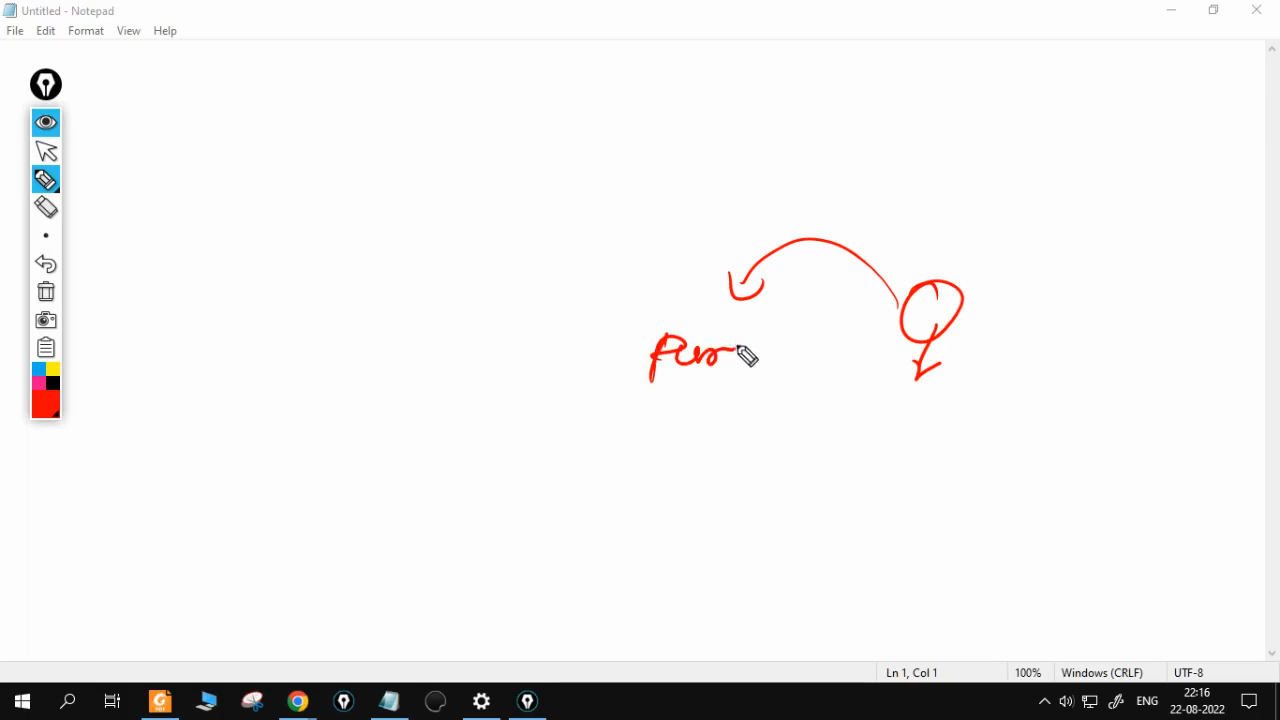 Untitled - Notepad
File Edit Format View Help
Ln 1, Col 1 100% Windows (CRLF) UTF-8
ENG 22:16
22-08-2022